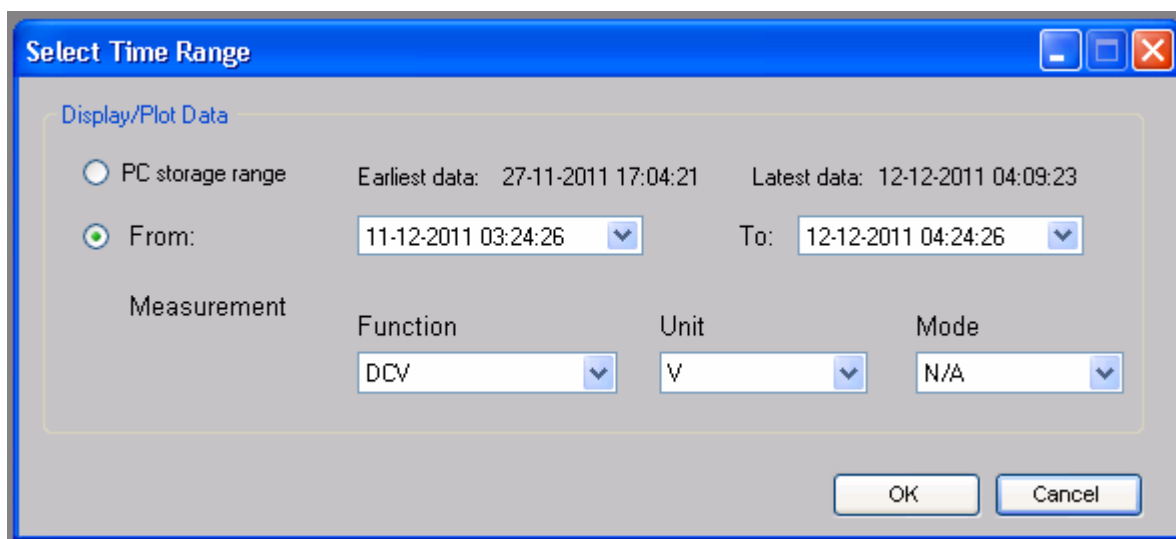 Select Time Range
Display/Plot Data
PC storage range Earliest data: 27-11-2011 17:04:21 Latest data: 12-12-2011 04:09:23
From: 11-12-2011 03:24:26 To: 12-12-2011 04:24:26
Measurement
Function Unit Mode
DCV V N/A
OK Cancel